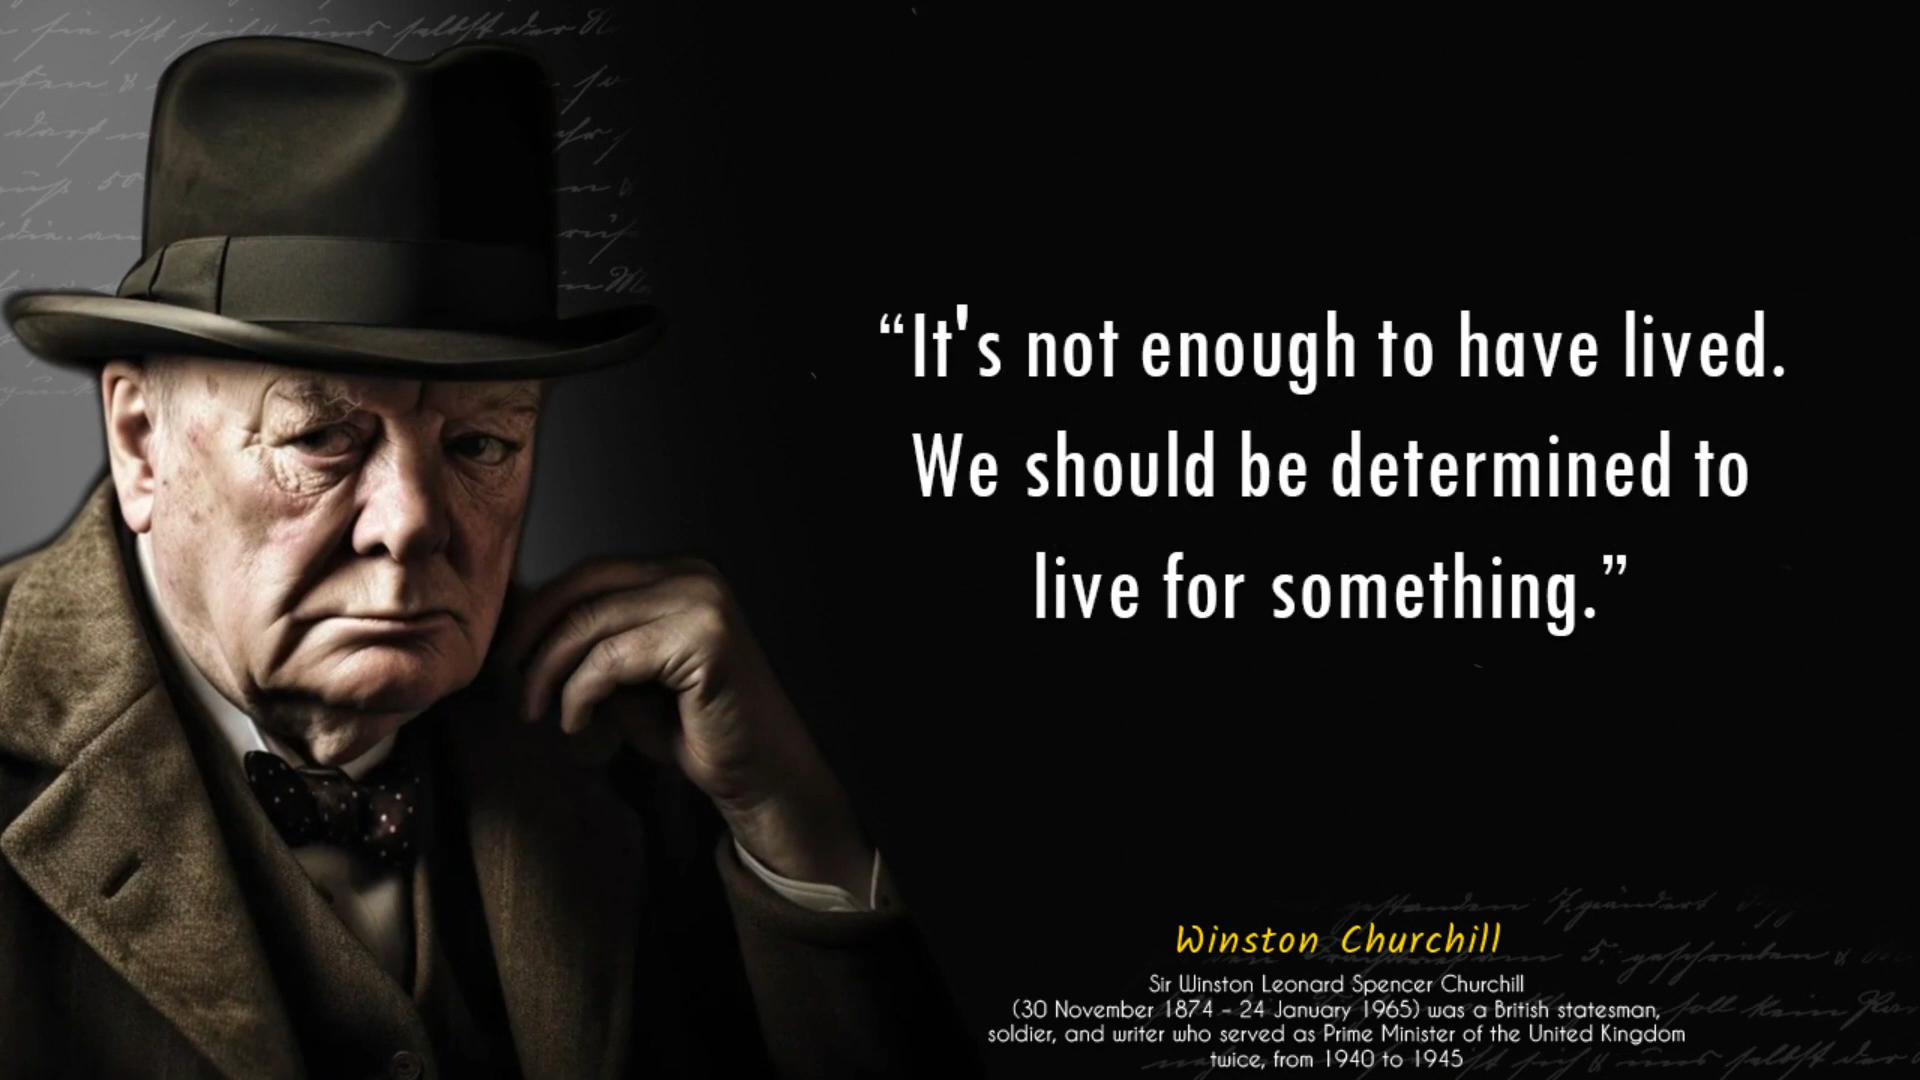 “It's not enough to have lived.
We should be determined to
live for something.”
Winston Churchill
Sir Winston Leonard Spencer Churchill
(30 November 1874 – 24 January 1965) was a British statesman,
soldier, and writer who served as Prime Minister of the United Kingdom
twice, from 1940 to 1945